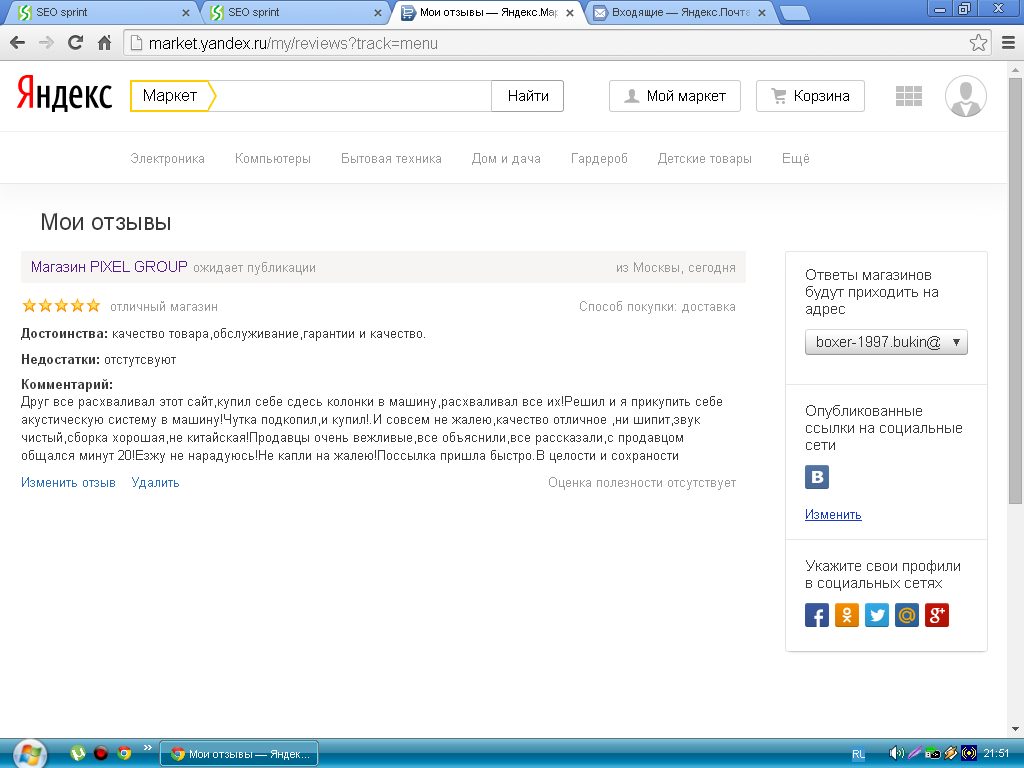 SEO sprint
SEO sprint
Мои отзывы — Яндекс.Мар
Входящие — Яндекс.Почта
market.yandex.ru/my/reviews?track=menu
Яндекс
Маркет
Найти
Мой маркет
Корзина
Электроника
Компьютеры
Бытовая техника
Дом и дача
Гардероб
Детские товары
Ещё
Мои отзывы
Магазин PIXEL GROUP ожидает публикации
из Москвы, сегодня
отличный магазин
Способ покупки: доставка
Достоинства: качество товара,обслуживание,гарантии и качество.
Недостатки: отстутсвуют
Комментарий:
Друг все расхваливал этот сайт,купил себе сдесь колонки в машину,расхваливал все их!Решил и я прикупить себе
акустическую систему в машину!Чутка подкопил,и купил!.И совсем не жалею,качество отличное ,ни шипит,звук
чистый,сборка хорошая,не китайская!Продавцы очень вежливые,все объяснили,все рассказали,с продавцом
общался минут 20!Езжу не нарадуюсь!Не капли на жалею!Поссылка пришла быстро.В целости и сохраности
Изменить отзыв
Удалить
Оценка полезности отсутствует
Ответы магазинов
будут приходить на
адрес
boxer-1997.bukin@
Опубликованные
ссылки на социальные
сети
B
Изменить
Укажите свои профили
в социальных сетях
Мои отзывы — Яндек...
RL
21:51